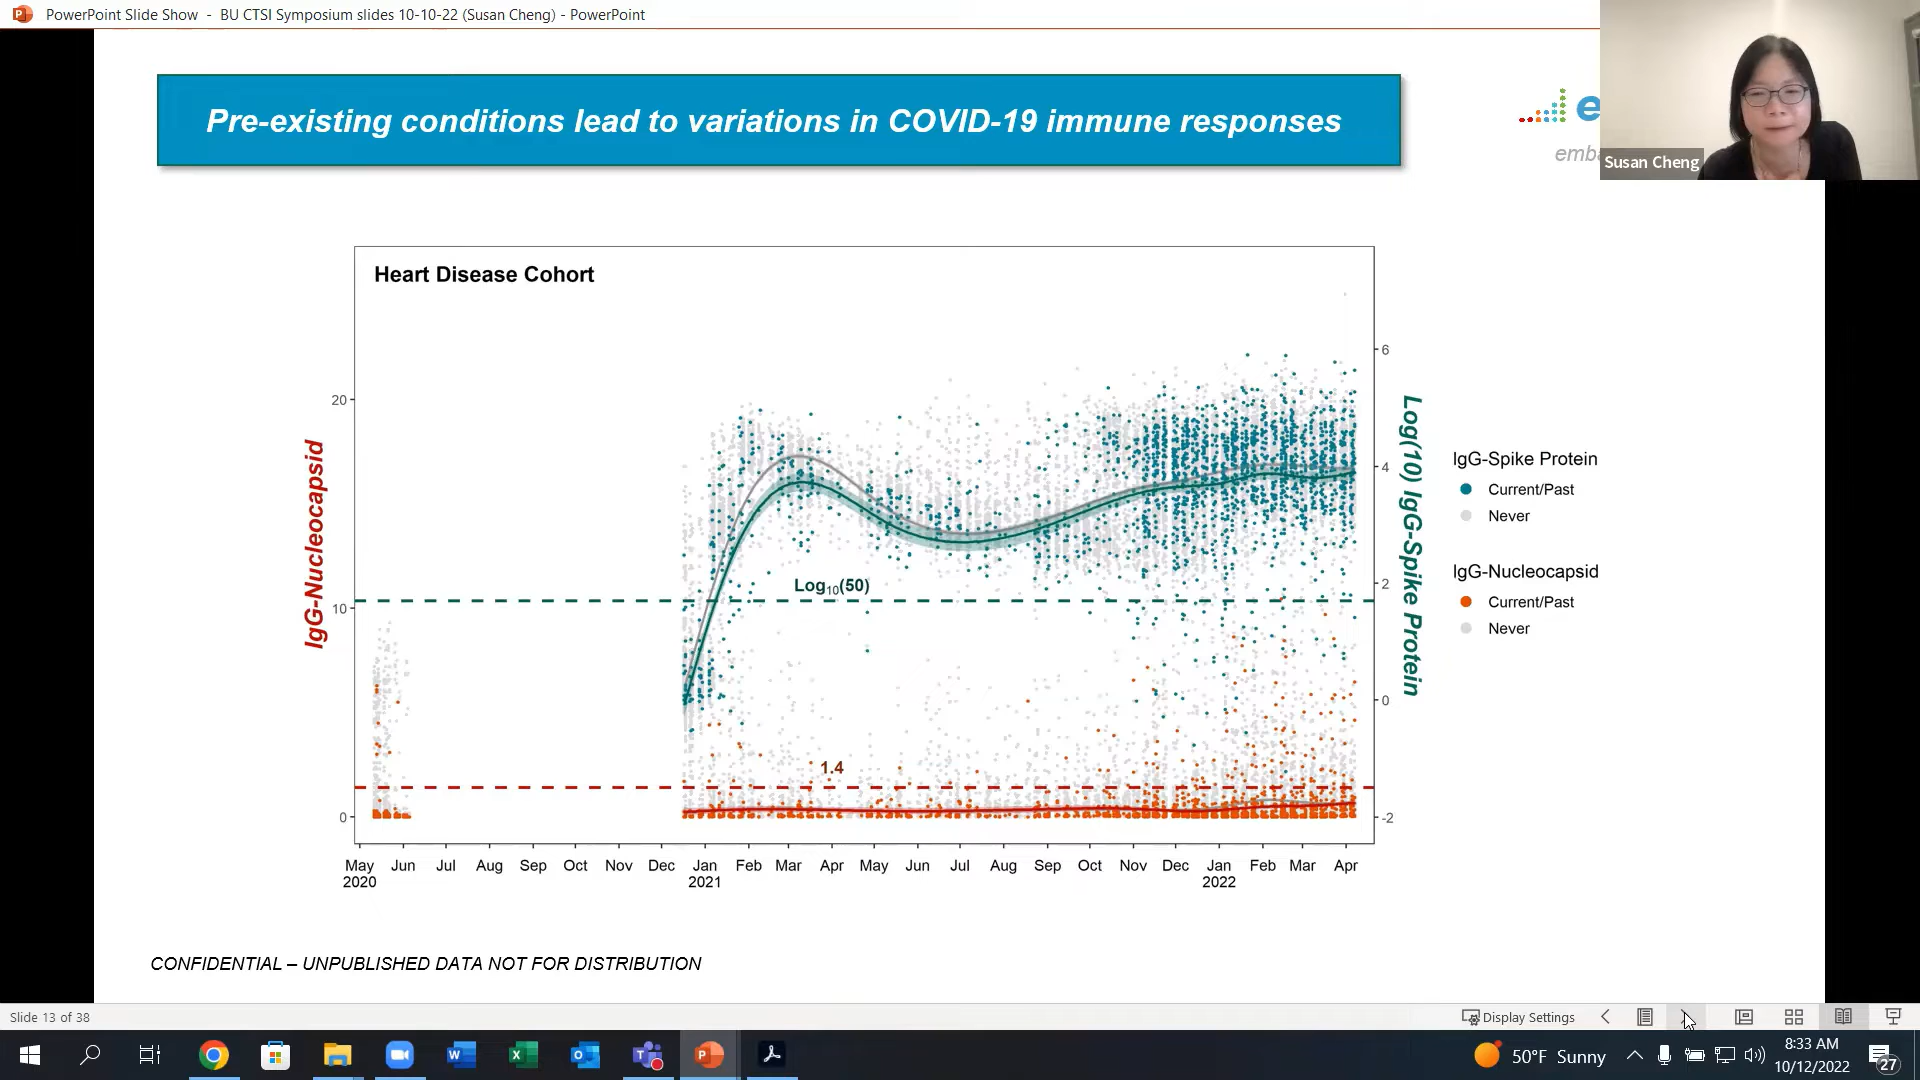 PowerPoint Slide Show - BU CTSI Symposium slides 10-10-22 (Susan Cheng) - PowerPoint
Pre-existing conditions lead to variations in COVID-19 immune responses
e
emb
Susan Cheng
Heart Disease Cohort
IgG-Nucleocapsid
20
10
0
Log10(50)
1.4
6
4
2
0
-2
Log(10) IgG-Spike Protein
May Jun Jul Aug Sep Oct Nov Dec Jan Feb Mar Apr May Jun Jul Aug Sep Oct Nov Dec Jan Feb Mar Apr
2020 2021 2022
IgG-Spike Protein
Current/Past
Never
IgG-Nucleocapsid
Current/Past
Never
CONFIDENTIAL – UNPUBLISHED DATA NOT FOR DISTRIBUTION
Slide 13 of 38
Display Settings
50°F Sunny
8:33 AM
10/12/2022
27